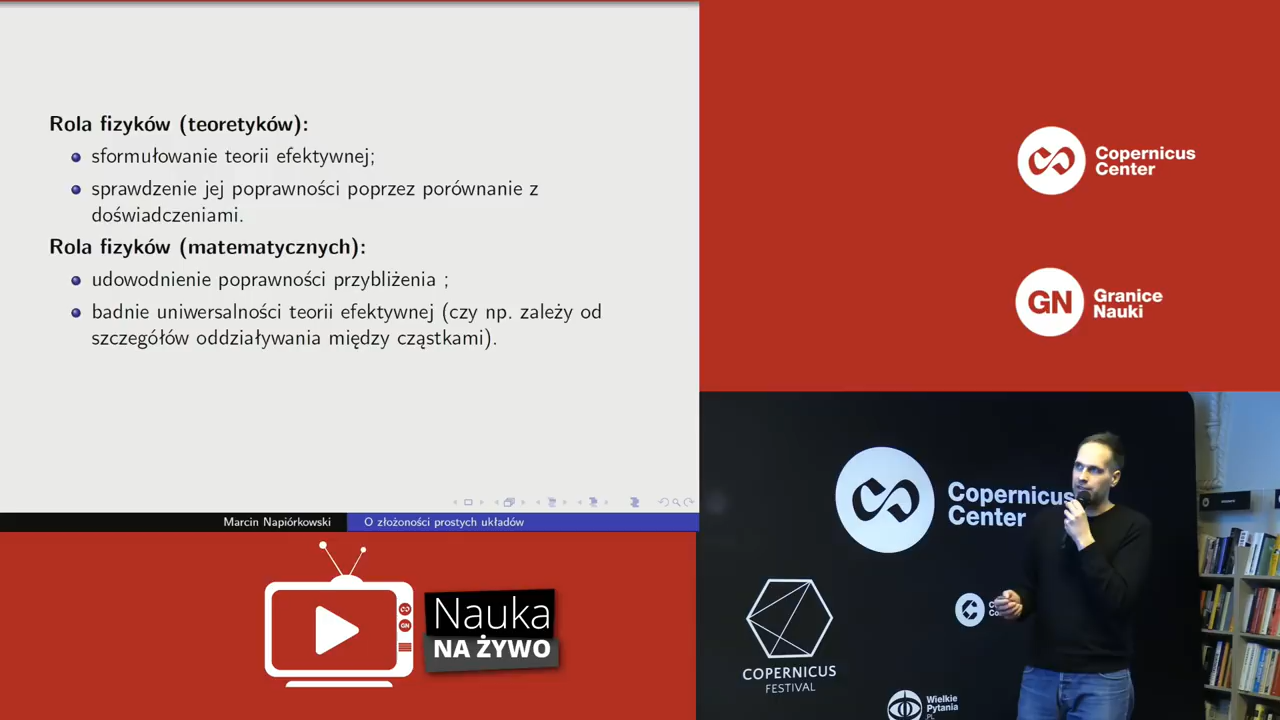 Rola fizyków (teoretyków):
sformułowanie teorii efektywnej;
sprawdzenie jej poprawności poprzez porównanie z
doświadczeniami.
Rola fizyków (matematycznych):
udowodnienie poprawności przybliżenia ;
badnie uniwersalności teorii efektywnej (czy np. zależy od
szczegółów oddziaływania między cząstkami).
Marcin Napiórkowski
O złożoności prostych układów
Nauka
NA ŻYWO
Copernicus
Center
GN
Granice
Nauki
Copernicus
Center
COPERNICUS
FESTIVAL
Wielkie
Pytania
.PL